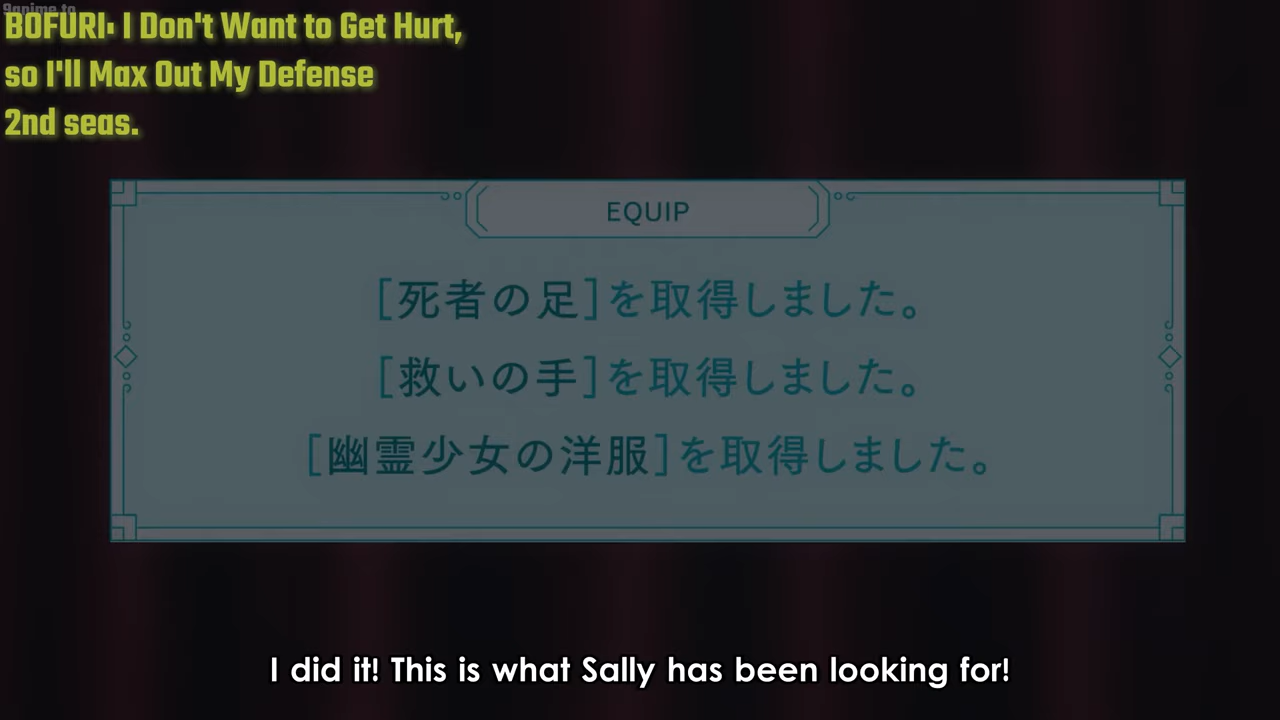 9anime.to
BOFURI: I Don't Want to Get Hurt,
so I'll Max Out My Defense
2nd seas.
EQUIP
[死者の足]を取得しました。
[救いの手]を取得しました。
[幽霊少女の洋服]を取得しました。
I did it! This is what Sally has been looking for!